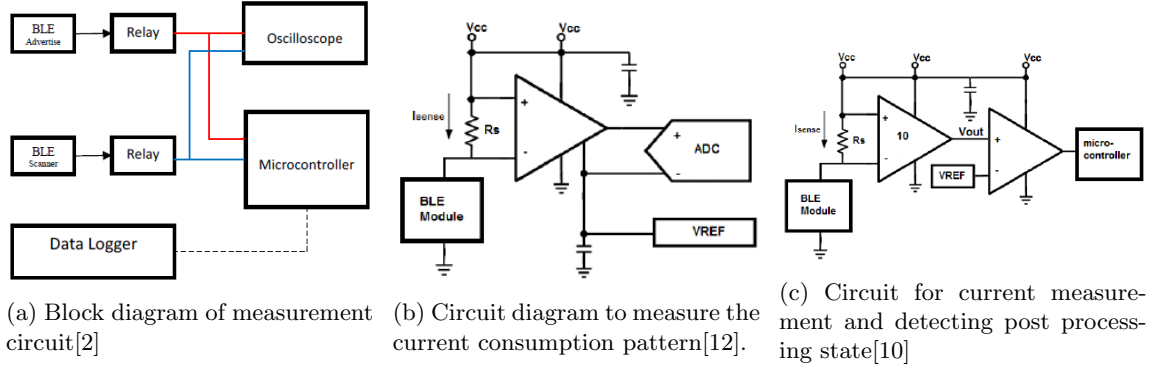 BLE
Advertise
Relay
Oscilloscope
BLE
Scanner
Relay
Microcontroller
Data Logger
(a) Block diagram of measurement
circuit[2]
Vcc
Vcc
Isense
Rs
+
-
+
-
ADC
BLE
Module
VREF
(b) Circuit diagram to measure the
current consumption pattern[12].
Vcc
Vcc
Vcc
Isense
Rs
+
-
10
Vout
+
-
VREF
micro-
controller
BLE
Module
(c) Circuit for current measure-
ment and detecting post process-
ing state[10]